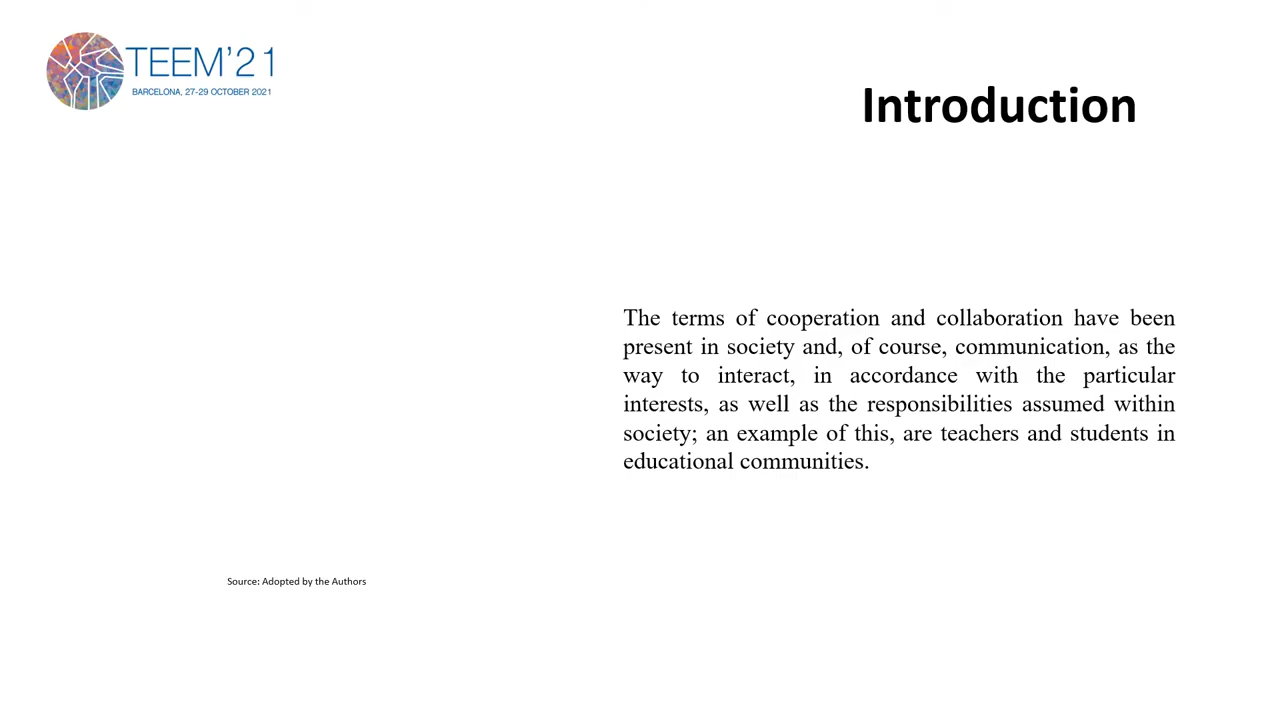 TEEM’21
BARCELONA, 27-29 OCTOBER 2021
Introduction
The terms of cooperation and collaboration have been
present in society and, of course, communication, as the
way to interact, in accordance with the particular
interests, as well as the responsibilities assumed within
society; an example of this, are teachers and students in
educational communities.
Source: Adopted by the Authors